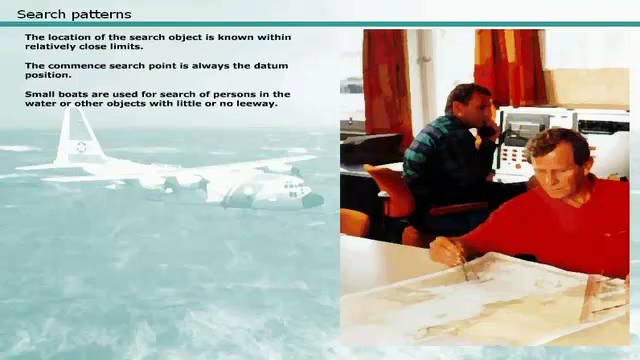 Search patterns
The location of the search object is known within
relatively close limits.
The commence search point is always the datum
position.
Small boats are used for search of persons in the
water or other objects with little or no leeway.